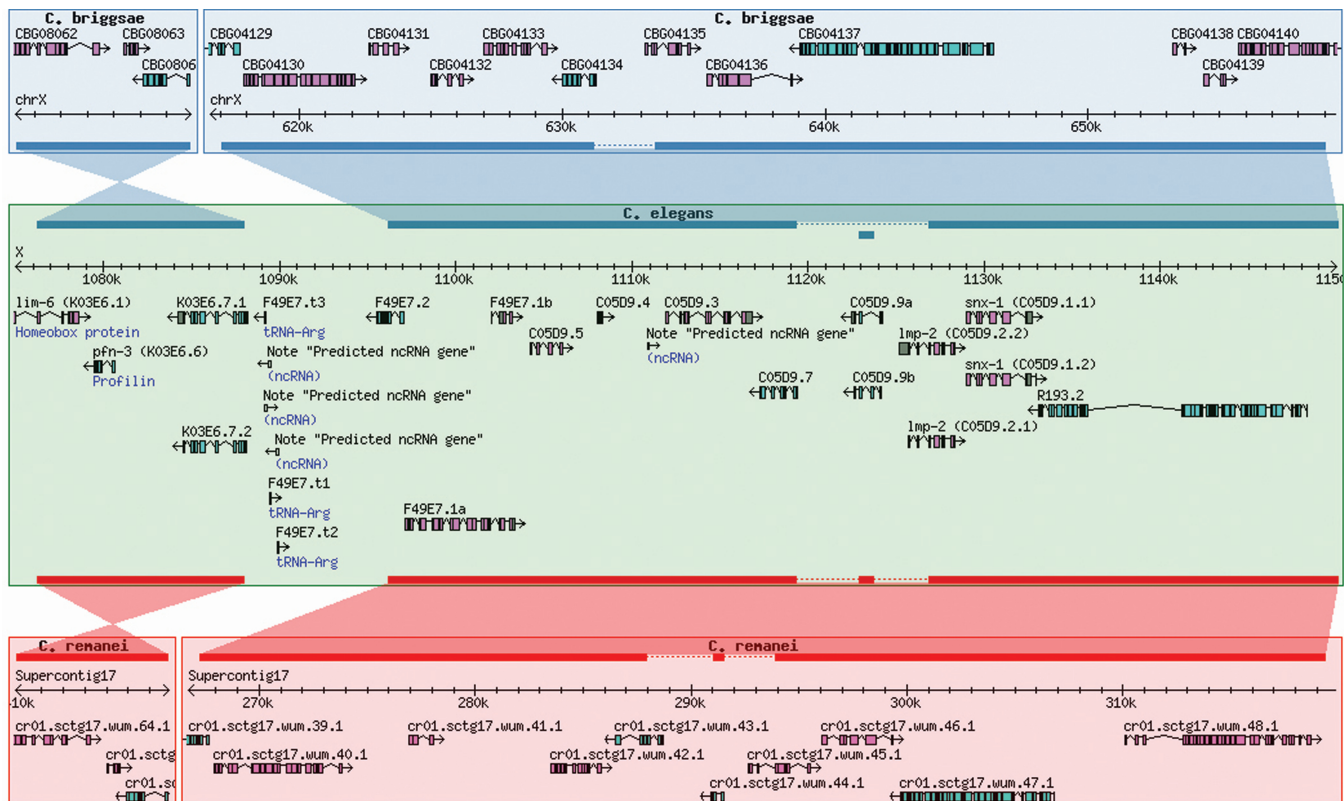 C. briggsae
C. briggsae
CBG08062
CBG08063
CBG0806
CBG04129
CBG04131
CBG04133
CBG04135
CBG04137
CBG04138
CBG04140
CBG04130
CBG04132
CBG04134
CBG04136
CBG04139
chrX
chrX
620k
630k
640k
650k
C. elegans
X
1080k
1090k
1100k
1110k
1120k
1130k
1140k
1150
lim-6 (K03E6.1)
K03E6.7.1
F49E7.t3
F49E7.2
F49E7.1b
C05D9.4
C05D9.3
C05D9.9a
snx-1 (C05D9.1.1)
Homeobox protein
tRNA-Arg
C05D9.5
Note "Predicted ncRNA gene"
lmp-2 (C05D9.2.2)
pfn-3 (K03E6.6)
Note "Predicted ncRNA gene"
(ncRNA)
snx-1 (C05D9.1.2)
Profilin
(ncRNA)
C05D9.7
C05D9.9b
Note "Predicted ncRNA gene"
R193.2
(ncRNA)
K03E6.7.2
Note "Predicted ncRNA gene"
lmp-2 (C05D9.2.1)
(ncRNA)
F49E7.t1
tRNA-Arg
F49E7.1a
F49E7.t2
tRNA-Arg
C. remanei
C. remanei
Supercontig17
Supercontig17
10k
270k
280k
290k
300k
310k
cr01.sctg17.wum.64.1
cr01.sctg17.wum.39.1
cr01.sctg17.wum.41.1
cr01.sctg17.wum.43.1
cr01.sctg17.wum.46.1
cr01.sctg17.wum.48.1
cr01.sctg
cr01.sctg17.wum.40.1
cr01.sctg17.wum.42.1
cr01.sctg17.wum.45.1
cr01.sc
cr01.sctg17.wum.44.1
cr01.sctg17.wum.47.1